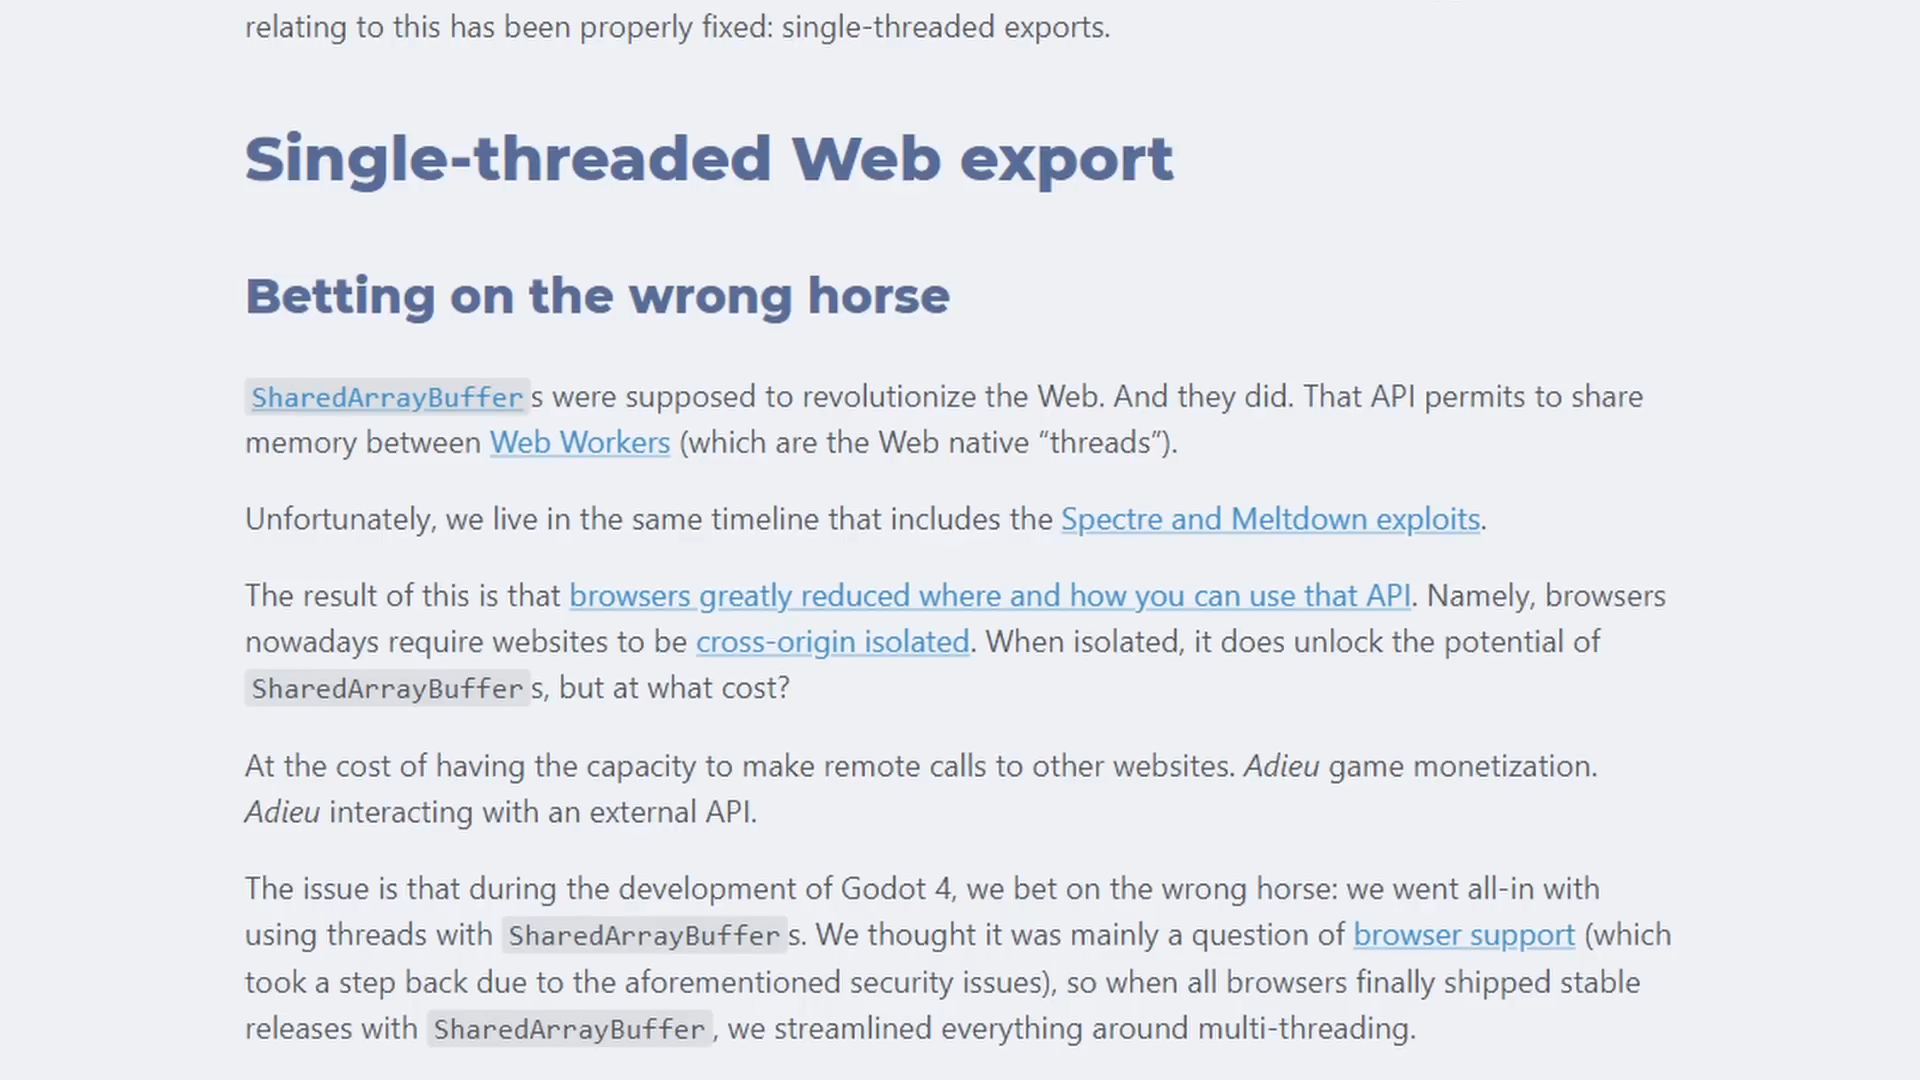 relating to this has been properly fixed: single-threaded exports.
Single-threaded Web export
Betting on the wrong horse
SharedArrayBuffers were supposed to revolutionize the Web. And they did. That API permits to share
memory between Web Workers (which are the Web native “threads”).
Unfortunately, we live in the same timeline that includes the Spectre and Meltdown exploits.
The result of this is that browsers greatly reduced where and how you can use that API. Namely, browsers
nowadays require websites to be cross-origin isolated. When isolated, it does unlock the potential of
SharedArrayBuffers, but at what cost?
At the cost of having the capacity to make remote calls to other websites. Adieu game monetization.
Adieu interacting with an external API.
The issue is that during the development of Godot 4, we bet on the wrong horse: we went all-in with
using threads with SharedArrayBuffers. We thought it was mainly a question of browser support (which
took a step back due to the aforementioned security issues), so when all browsers finally shipped stable
releases with SharedArrayBuffer, we streamlined everything around multi-threading.